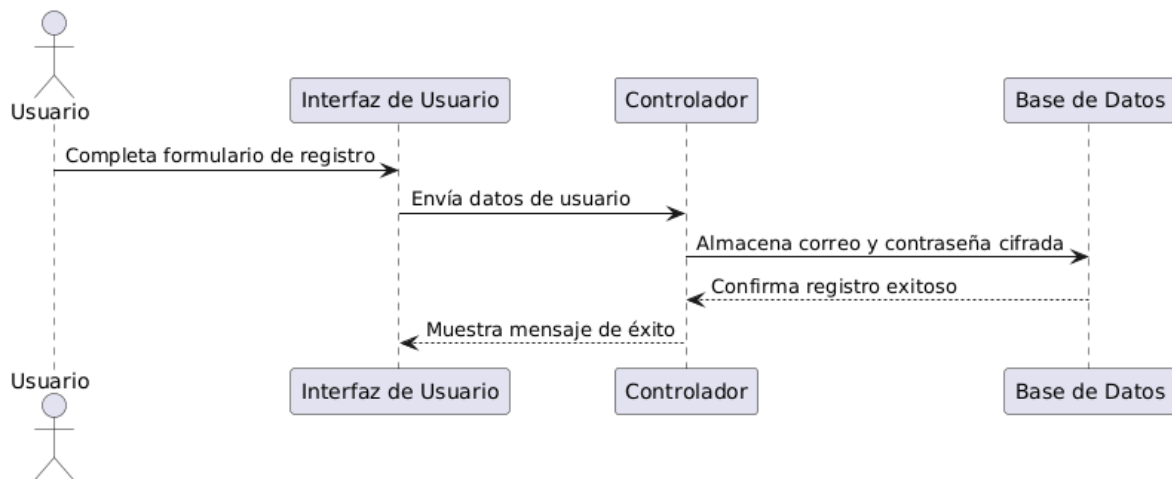 Usuario
Interfaz de Usuario
Controlador
Base de Datos
Completa formulario de registro
Envía datos de usuario
Almacena correo y contraseña cifrada
Confirma registro exitoso
Muestra mensaje de éxito
Usuario
Interfaz de Usuario
Controlador
Base de Datos